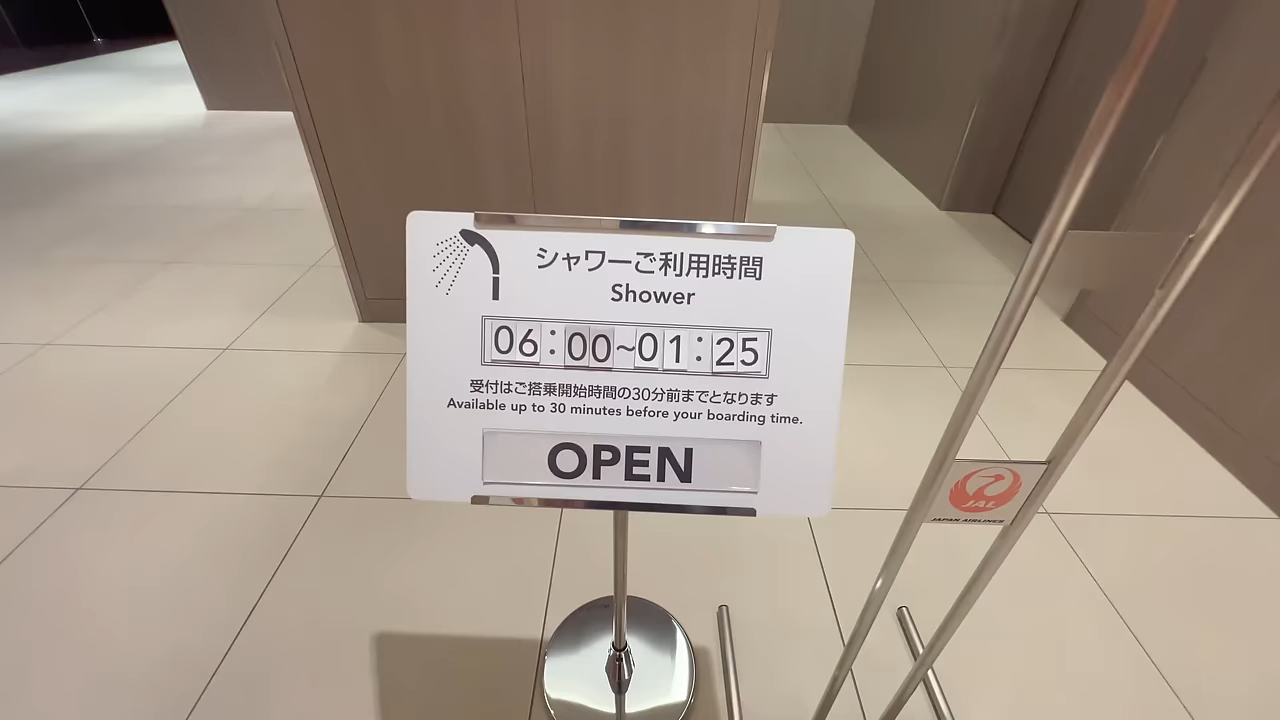 シャワーご利用時間
Shower
06:00~01:25
受付はご搭乗開始時間の30分前までとなります
Available up to 30 minutes before your boarding time.
OPEN
JAL
JAPAN AIRLINES